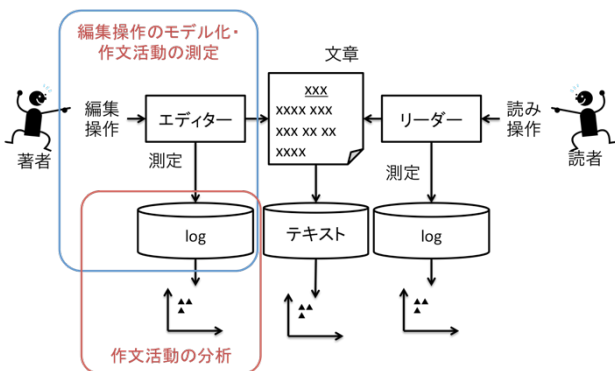 編集操作のモデル化・
作文活動の測定
文章
xxx
xxxx xxx
xxx xx xx
xxxx
編集
操作
エディター
リーダー
読み
操作
著者
測定
測定
読者
log
テキスト
log
作文活動の分析